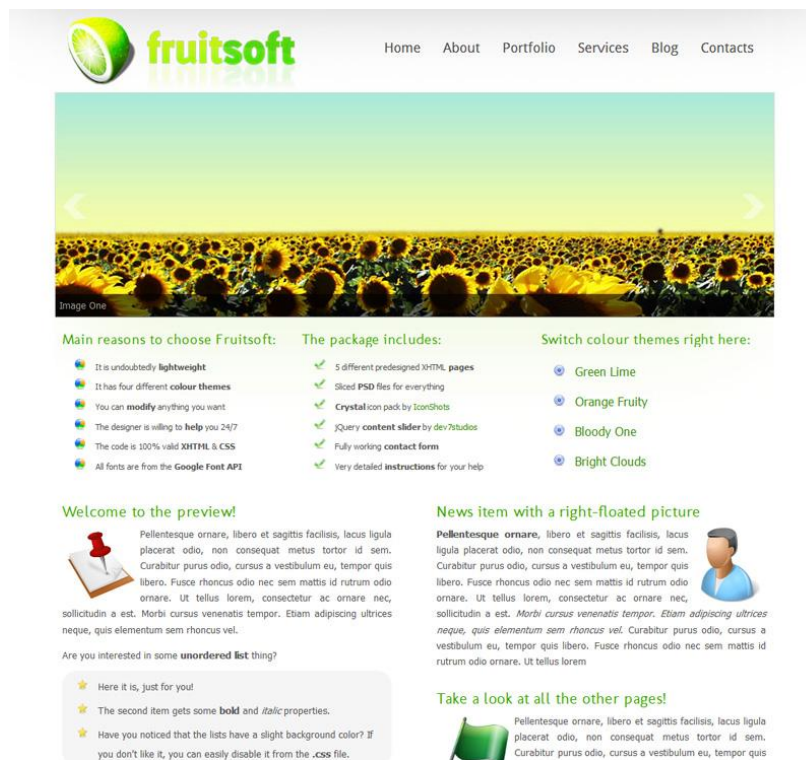 fruitsoft
Home About Portfolio Services Blog Contacts
Image One
Main reasons to choose Fruitsoft:
It is undoubtedly lightweight
It has four different colour themes
You can modify anything you want
The designer is willing to help you 24/7
The code is 100% valid XHTML & CSS
All fonts are from the Google Font API
The package includes:
5 different predesigned XHTML pages
Sliced PSD files for everything
Crystal icon pack by IconShots
jQuery content slider by dev7studios
Fully working contact form
Very detailed instructions for your help
Switch colour themes right here:
Green Lime
Orange Fruity
Bloody One
Bright Clouds
Welcome to the preview!
Pellentesque ornare, libero et sagittis facilisis, lacus ligula
placerat odio, non consequat metus tortor id sem.
Curabitur purus odio, cursus a vestibulum eu, tempor quis
libero. Fusce rhoncus odio nec sem mattis id rutrum odio
ornare. Ut tellus lorem, consectetur ac ornare nec,
sollicitudin a est. Morbi cursus venenatis tempor. Etiam adipiscing ultrices
neque, quis elementum sem rhoncus vel.
Are you interested in some unordered list thing?
Here it is, just for you!
The second item gets some bold and italic properties.
Have you noticed that the lists have a slight background color? If
you don't like it, you can easily disable it from the .css file.
News item with a right-floated picture
Pellentesque ornare, libero et sagittis facilisis, lacus
ligula placerat odio, non consequat metus tortor id sem.
Curabitur purus odio, cursus a vestibulum eu, tempor quis
libero. Fusce rhoncus odio nec sem mattis id rutrum odio
ornare. Ut tellus lorem, consectetur ac ornare nec,
sollicitudin a est. Morbi cursus venenatis tempor. Etiam adipiscing ultrices
neque, quis elementum sem rhoncus vel. Curabitur purus odio, cursus a
vestibulum eu, tempor quis libero. Fusce rhoncus odio nec sem mattis id
rutrum odio ornare. Ut tellus lorem
Take a look at all the other pages!
Pellentesque ornare, libero et sagittis facilisis, lacus ligula
placerat odio, non consequat metus tortor id sem.
Curabitur purus odio, cursus a vestibulum eu, tempor quis